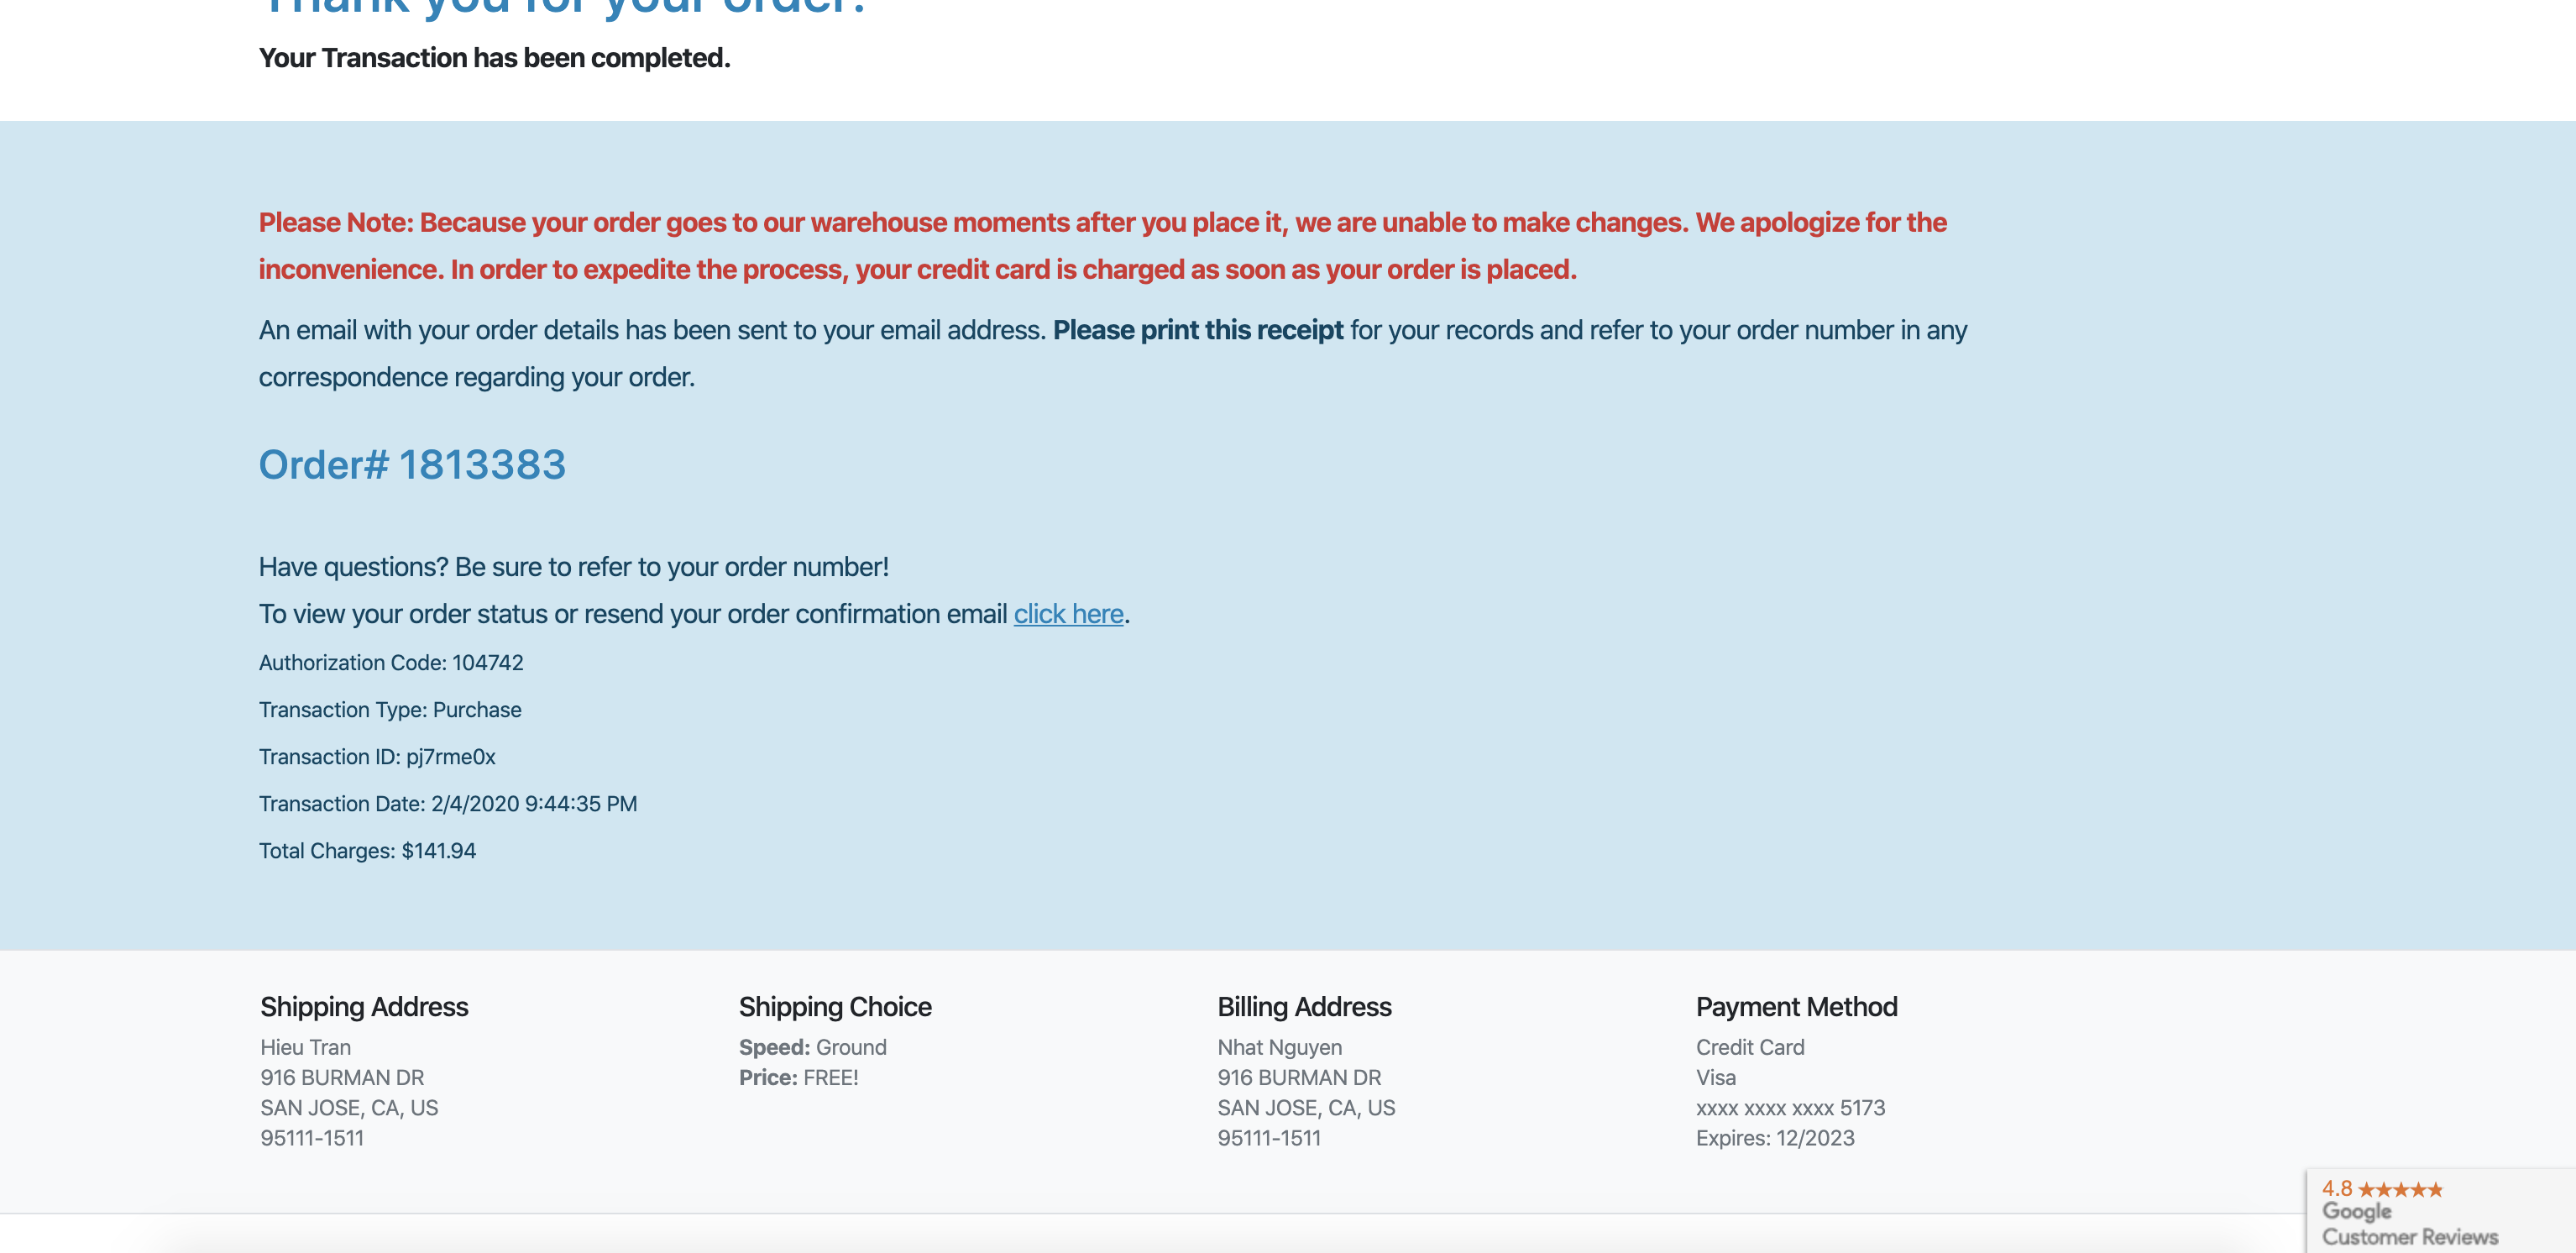 Thank you for your order!
Your Transaction has been completed.
Please Note: Because your order goes to our warehouse moments after you place it, we are unable to make changes. We apologize for the
inconvenience. In order to expedite the process, your credit card is charged as soon as your order is placed.
An email with your order details has been sent to your email address. Please print this receipt for your records and refer to your order number in any
correspondence regarding your order.
Order# 1813383
Have questions? Be sure to refer to your order number!
To view your order status or resend your order confirmation email click here.
Authorization Code: 104742
Transaction Type: Purchase
Transaction ID: pj7rme0x
Transaction Date: 2/4/2020 9:44:35 PM
Total Charges: $141.94
Shipping Address
Hieu Tran
916 BURMAN DR
SAN JOSE, CA, US
95111-1511
Shipping Choice
Speed: Ground
Price: FREE!
Billing Address
Nhat Nguyen
916 BURMAN DR
SAN JOSE, CA, US
95111-1511
Payment Method
Credit Card
Visa
xxxx xxxx xxxx 5173
Expires: 12/2023
4.8 ★★★★★
Google
Customer Reviews